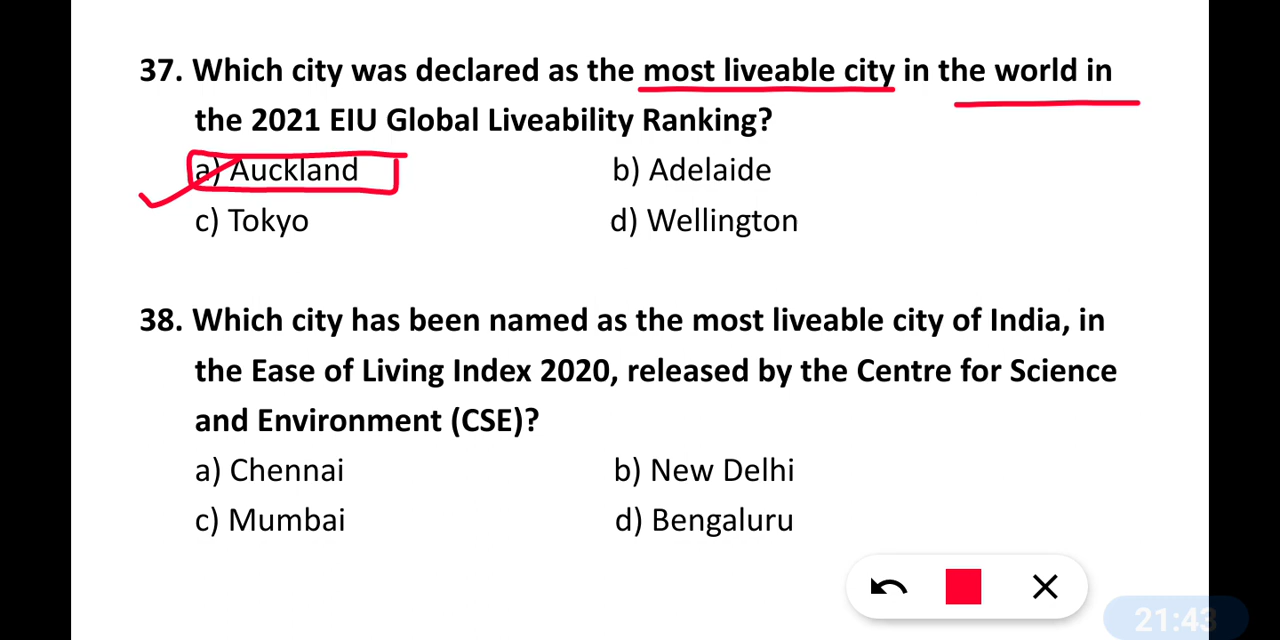 37. Which city was declared as the most liveable city in the world in
the 2021 EIU Global Liveability Ranking?
a) Auckland b) Adelaide
c) Tokyo d) Wellington
38. Which city has been named as the most liveable city of India, in
the Ease of Living Index 2020, released by the Centre for Science
and Environment (CSE)?
a) Chennai b) New Delhi
c) Mumbai d) Bengaluru
21:43